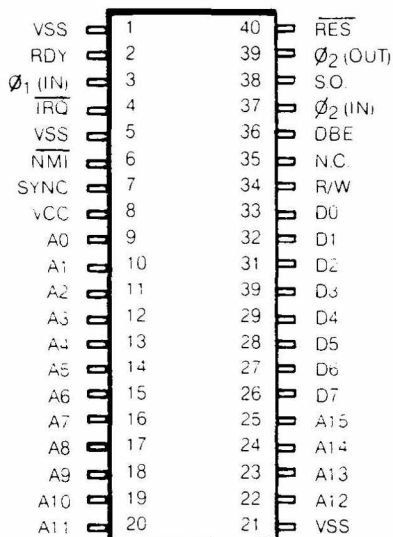 VSS 1 40 RES
RDY 2 39 Ø2 (OUT)
Ø1 (IN) 3 38 S.O.
IRQ 4 37 Ø2 (IN)
VSS 5 36 DBE
NMI 6 35 N.C.
SYNC 7 34 R/W
VCC 8 33 D0
A0 9 32 D1
A1 10 31 D2
A2 11 39 D3
A3 12 29 D4
A4 13 28 D5
A5 14 27 D6
A6 15 26 D7
A7 16 25 A15
A8 17 24 A14
A9 18 23 A13
A10 19 22 A12
A11 20 21 VSS